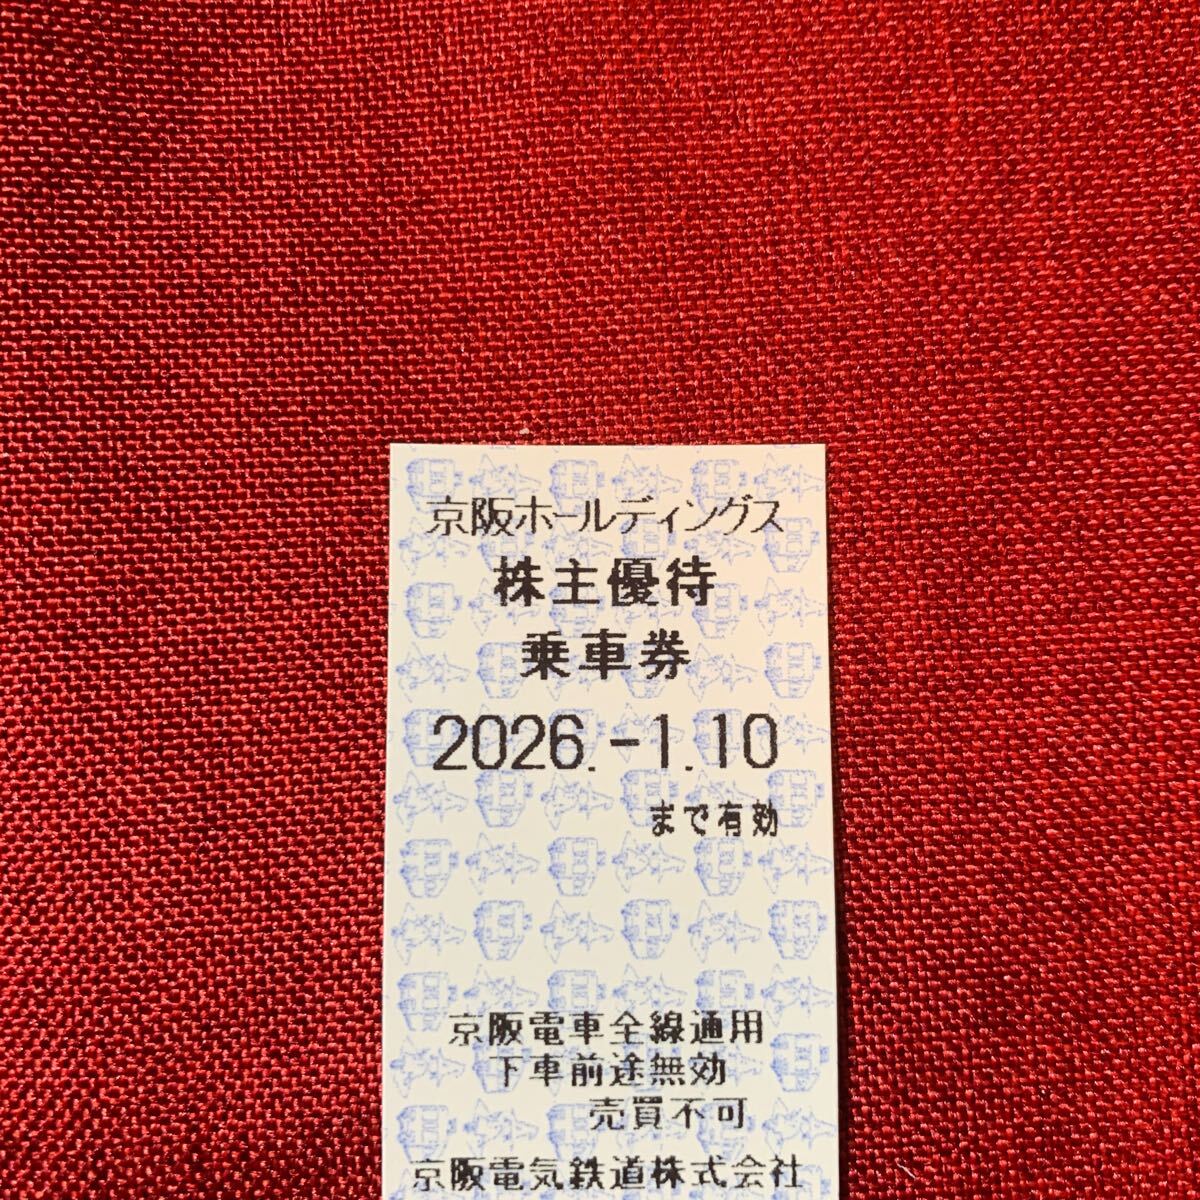 京阪ホールディングス
株主優待
乗車券
2026.-1.10
まで有効
京阪電車全線通用
下車前途無効
売買不可
京阪電気鉄道株式会社